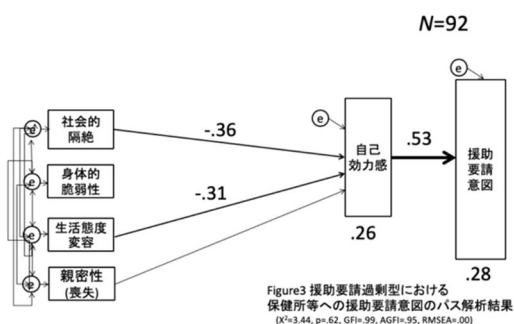 N=92
社会的
隔絶
身体的
脆弱性
生活態度
変容
親密性
(喪失)
e
e
e
e
-.36
-.31
e
自己
効力感
.26
.53
e
援助
要請
意図
.28
Figure3 援助要請過剰型における
保健所等への援助要請意図のパス解析結果
(X²=3.44, p=.62, GFI=.99, AGFI=.95, RMSEA=.00)